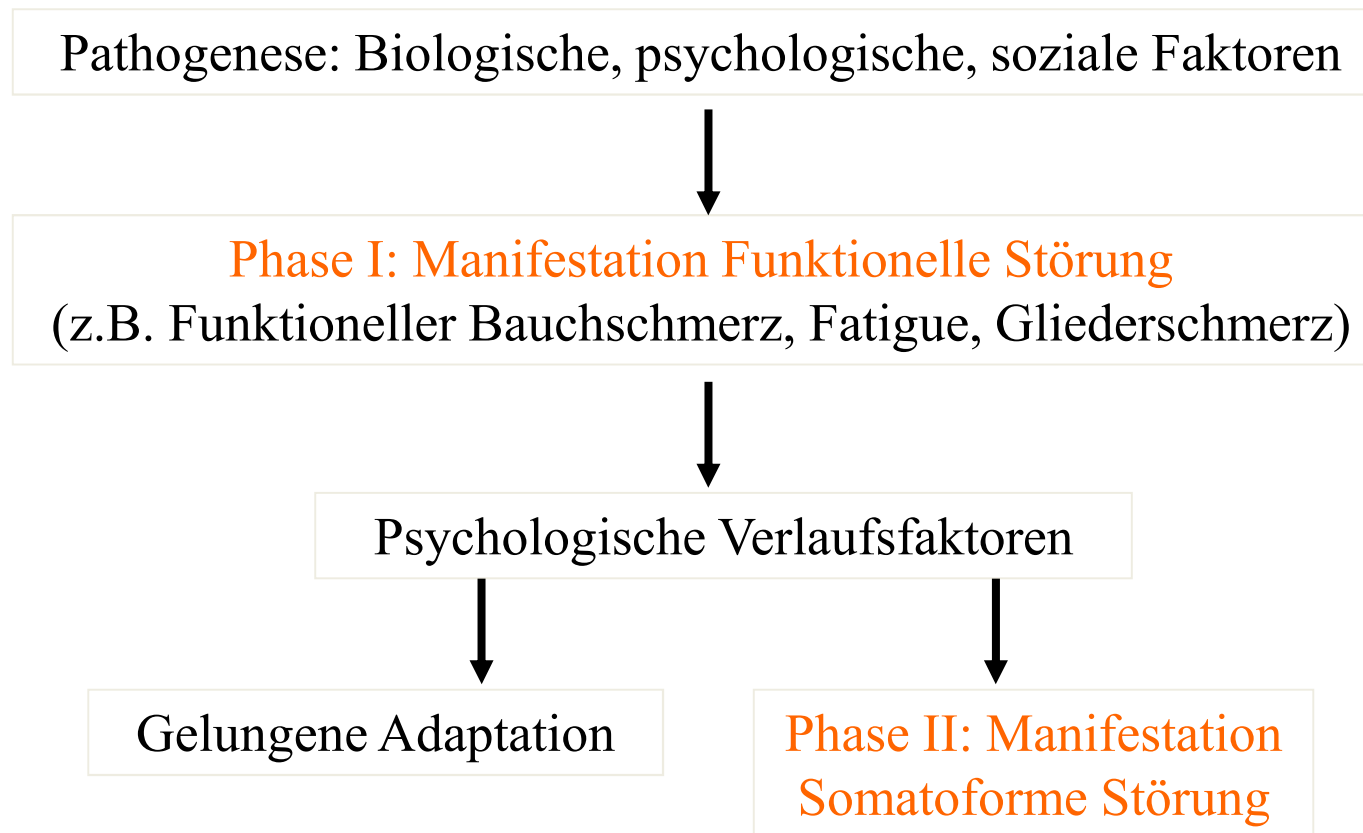 Pathogenese: Biologische, psychologische, soziale Faktoren
Phase I: Manifestation Funktionelle Störung
(z.B. Funktioneller Bauchschmerz, Fatigue, Gliederschmerz)
Psychologische Verlaufsfaktoren
Gelungene Adaptation
Phase II: Manifestation
Somatoforme Störung